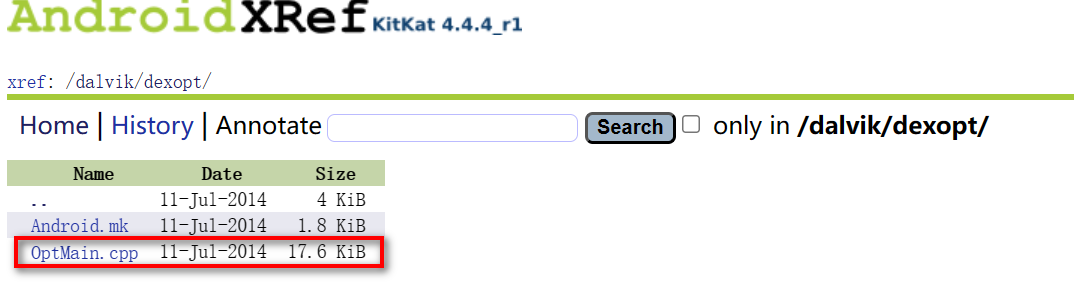 AndroidXRef KitKat 4.4.4_r1
xref: /dalvik/dexopt/
Home | History | Annotate Search only in /dalvik/dexopt/
Name Date Size
.. 11-Jul-2014 4 KiB
Android.mk 11-Jul-2014 1.8 KiB
OptMain.cpp 11-Jul-2014 17.6 KiB